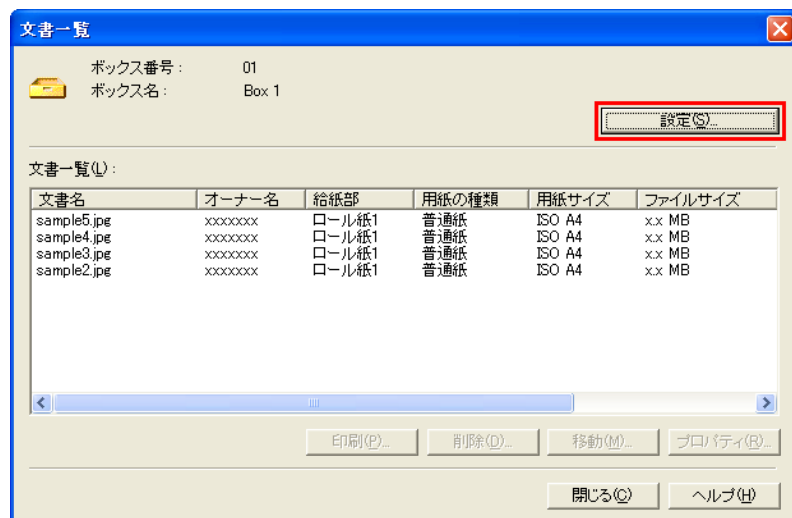 文書一覧
ボックス番号： 01
ボックス名： Box 1
設定(S)...
文書一覧(L)：
文書名 オーナー名 給紙部 用紙の種類 用紙サイズ ファイルサイズ
sample5.jpg xxxxxxx ロール紙1 普通紙 ISO A4 x.x MB
sample4.jpg xxxxxxx ロール紙1 普通紙 ISO A4 x.x MB
sample3.jpg xxxxxxx ロール紙1 普通紙 ISO A4 x.x MB
sample2.jpg xxxxxxx ロール紙1 普通紙 ISO A4 x.x MB
印刷(P)... 削除(D)... 移動(M)... プロパティ(R)...
閉じる(C) ヘルプ(H)